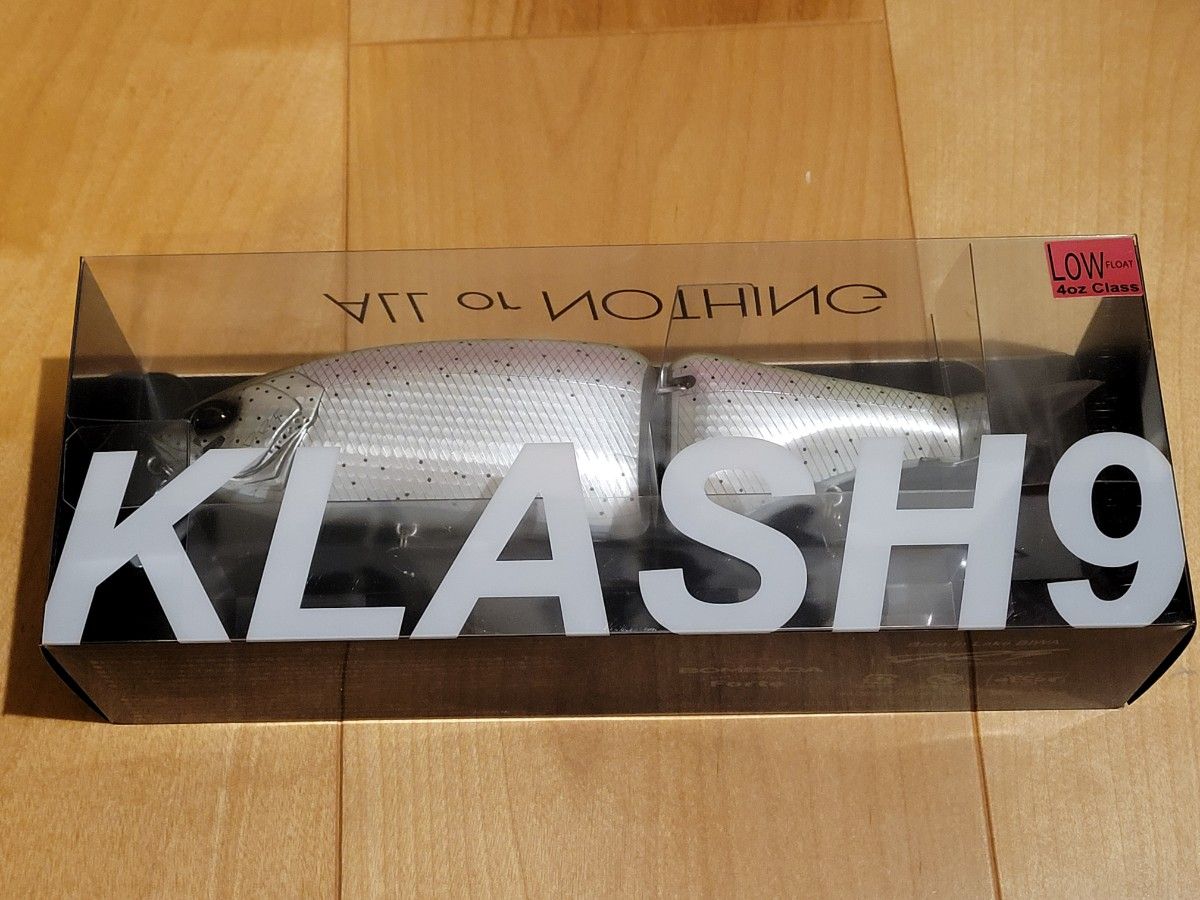 LOW FLOAT
4oz Class
ALL or NOTHING
KLASH9
BOMBADA
Forte